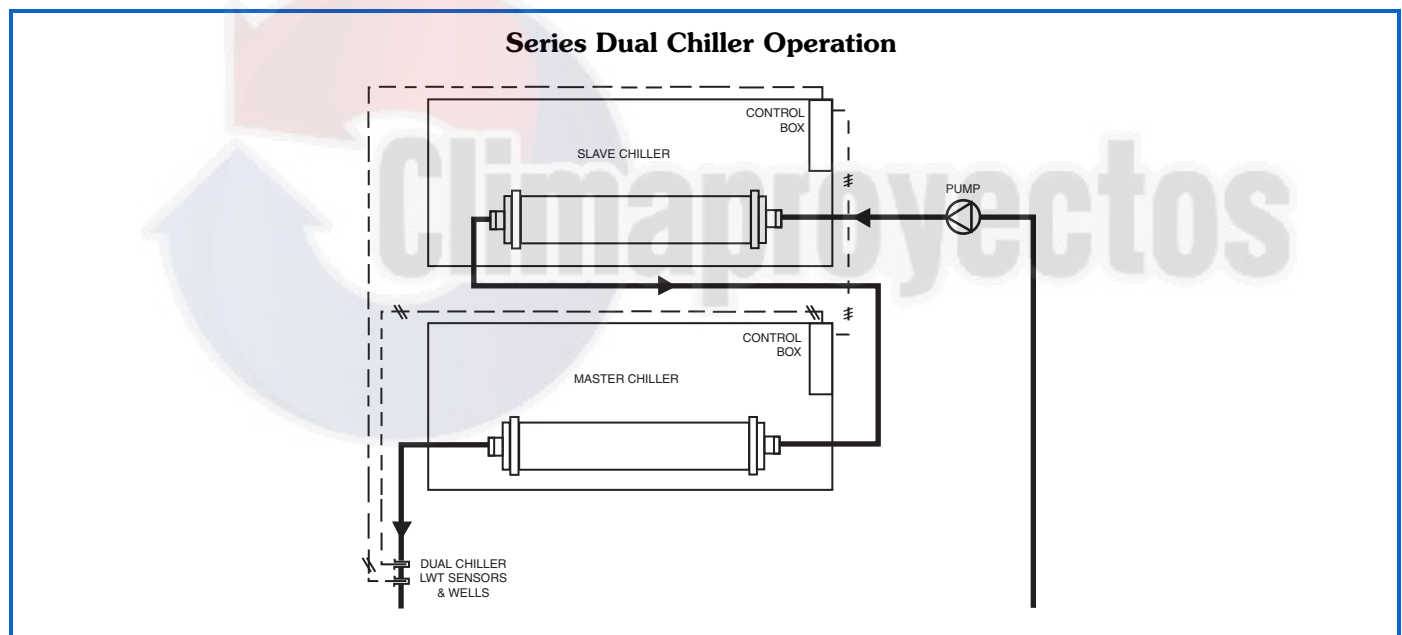 Series Dual Chiller Operation
CONTROL
BOX
SLAVE CHILLER
PUMP
Climaproyectos
CONTROL
BOX
MASTER CHILLER
DUAL CHILLER
LWT SENSORS
& WELLS